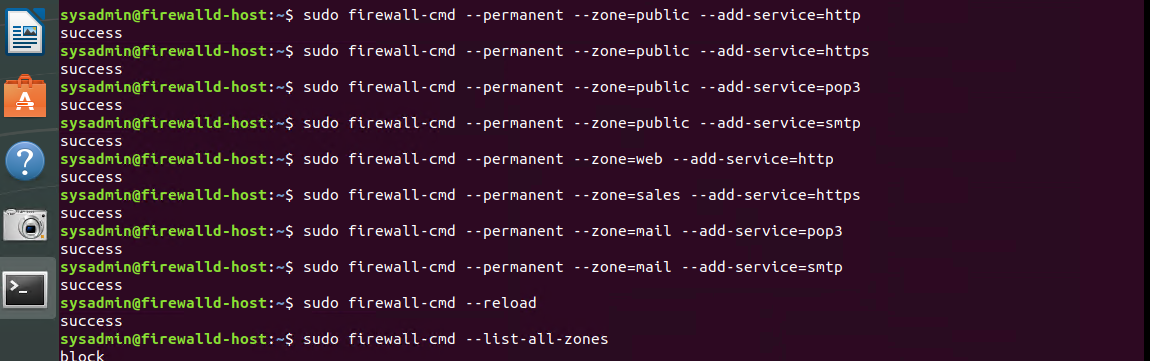 sysadmin@firewalld-host:~$ sudo firewall-cmd --permanent --zone=public --add-service=http
success
sysadmin@firewalld-host:~$ sudo firewall-cmd --permanent --zone=public --add-service=https
success
sysadmin@firewalld-host:~$ sudo firewall-cmd --permanent --zone=public --add-service=pop3
success
sysadmin@firewalld-host:~$ sudo firewall-cmd --permanent --zone=public --add-service=smtp
success
sysadmin@firewalld-host:~$ sudo firewall-cmd --permanent --zone=web --add-service=http
success
sysadmin@firewalld-host:~$ sudo firewall-cmd --permanent --zone=sales --add-service=https
success
sysadmin@firewalld-host:~$ sudo firewall-cmd --permanent --zone=mail --add-service=pop3
success
sysadmin@firewalld-host:~$ sudo firewall-cmd --permanent --zone=mail --add-service=smtp
success
sysadmin@firewalld-host:~$ sudo firewall-cmd --reload
success
sysadmin@firewalld-host:~$ sudo firewall-cmd --list-all-zones
block